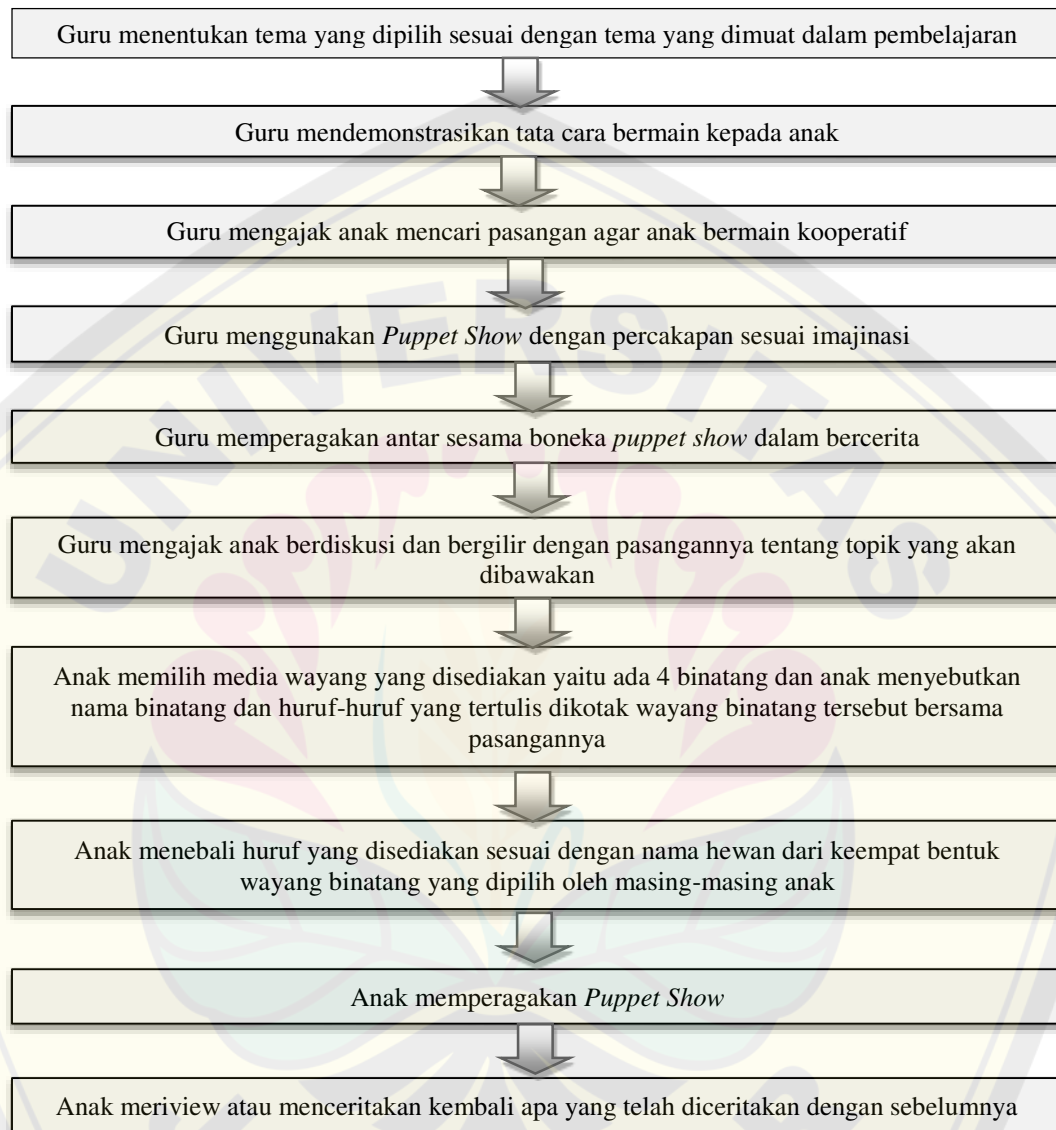 Guru menentukan tema yang dipilih sesuai dengan tema yang dimuat dalam pembelajaran
Guru mendemonstrasikan tata cara bermain kepada anak
Guru mengajak anak mencari pasangan agar anak bermain kooperatif
Guru menggunakan Puppet Show dengan percakapan sesuai imajinasi
Guru memperagakan antar sesama boneka puppet show dalam bercerita
Guru mengajak anak berdiskusi dan bergilir dengan pasangannya tentang topik yang akan
dibawakan
Anak memilih media wayang yang disediakan yaitu ada 4 binatang dan anak menyebutkan
nama binatang dan huruf-huruf yang tertulis dikotak wayang binatang tersebut bersama
pasangannya
Anak menebali huruf yang disediakan sesuai dengan nama hewan dari keempat bentuk
wayang binatang yang dipilih oleh masing-masing anak
Anak memperagakan Puppet Show
Anak meriview atau menceritakan kembali apa yang telah diceritakan dengan sebelumnya
UNIVERSITAS